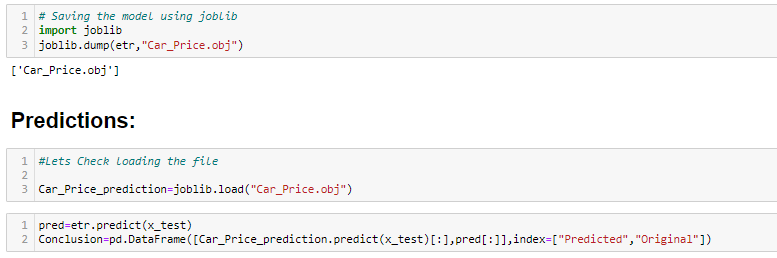 1 # Saving the model using joblib
2 import joblib
3 joblib.dump(etr,"Car_Price.obj")
['Car_Price.obj']
Predictions:
1 #Lets Check loading the file
2
3 Car_Price_prediction=joblib.load("Car_Price.obj")
1 pred=etr.predict(x_test)
2 Conclusion=pd.DataFrame([Car_Price_prediction.predict(x_test)[:],pred[:]],index=["Predicted","Original"])